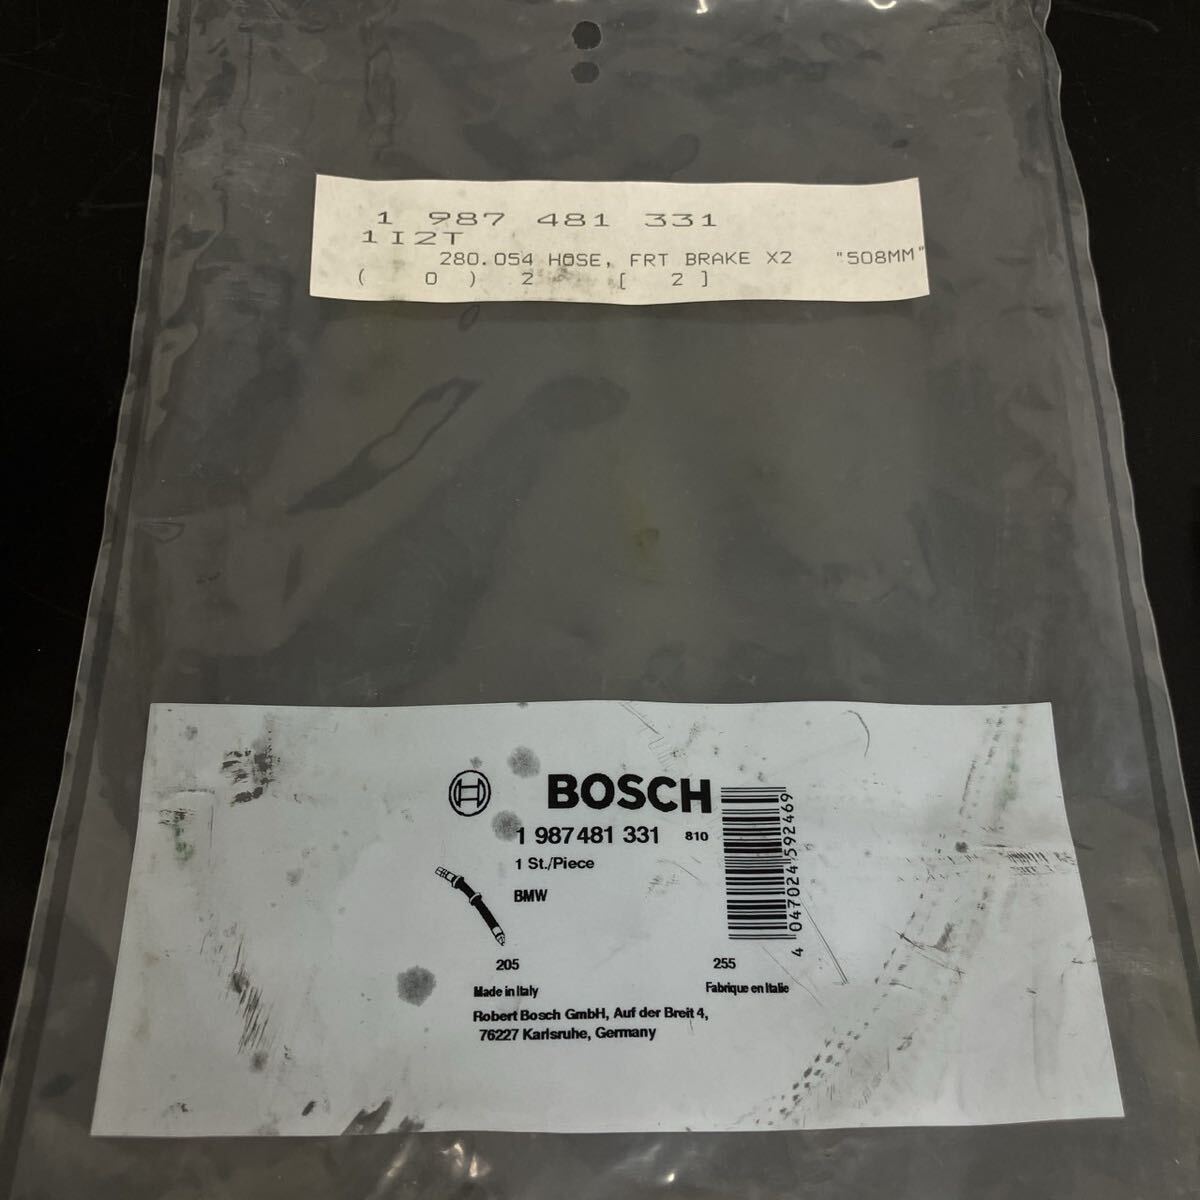 1 987 481 331
1I2T
280.054 HOSE, FRT BRAKE X2 "508MM"
( 0 ) 2 [ 2 ]
BOSCH
1 987 481 331 810
1 St./Piece
BMW
4 047024 592469
205 255
Made in Italy Fabrique en Italie
Robert Bosch GmbH, Auf der Breit 4,
76227 Karlsruhe, Germany